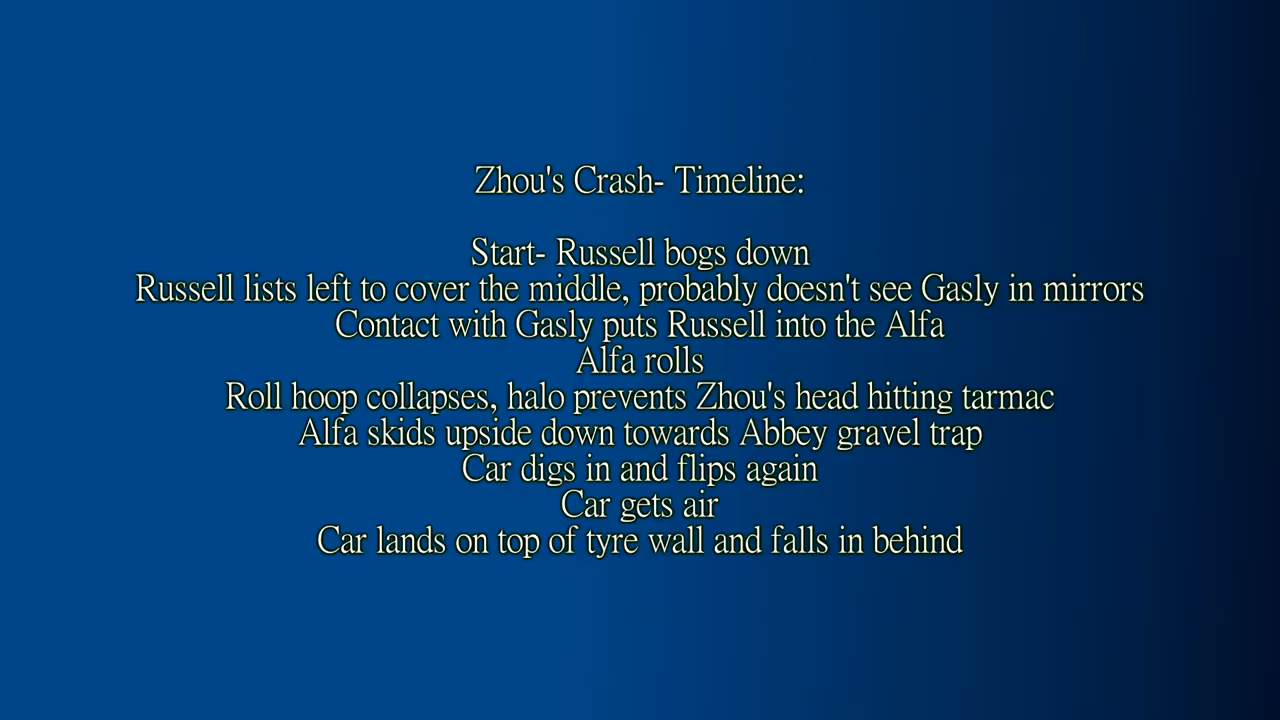 Zhou's Crash- Timeline:
Start- Russell bogs down
Russell lists left to cover the middle, probably doesn't see Gasly in mirrors
Contact with Gasly puts Russell into the Alfa
Alfa rolls
Roll hoop collapses, halo prevents Zhou's head hitting tarmac
Alfa skids upside down towards Abbey gravel trap
Car digs in and flips again
Car gets air
Car lands on top of tyre wall and falls in behind